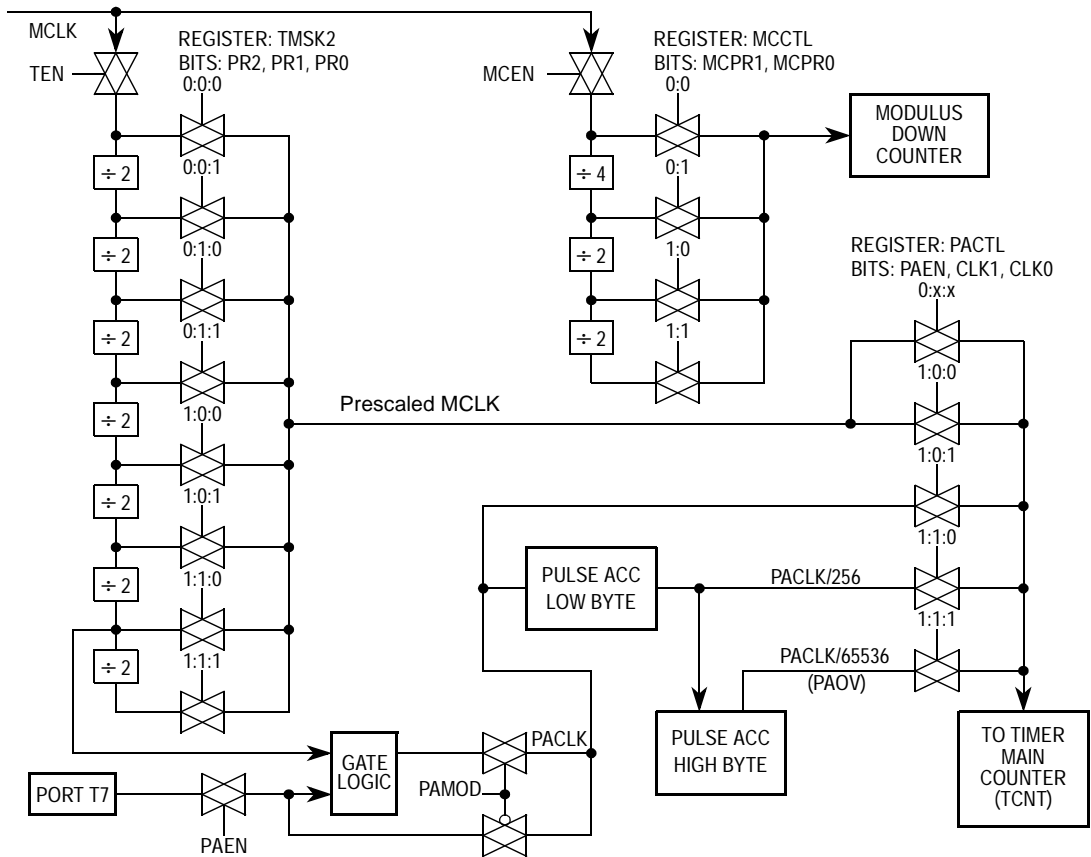 MCLK
TEN
REGISTER: TMSK2
BITS: PR2, PR1, PR0
0:0:0
÷ 2
0:0:1
÷ 2
0:1:0
÷ 2
0:1:1
÷ 2
1:0:0
÷ 2
1:0:1
÷ 2
1:1:0
÷ 2
1:1:1
MCEN
REGISTER: MCCTL
BITS: MCPR1, MCPR0
0:0
÷ 4
0:1
÷ 2
1:0
÷ 2
1:1
MODULUS
DOWN
COUNTER
Prescaled MCLK
REGISTER: PACTL
BITS: PAEN, CLK1, CLK0
0:x:x
1:0:0
1:0:1
1:1:0
1:1:1
PULSE ACC
LOW BYTE
PACLK/256
PACLK/65536
(PAOV)
PULSE ACC
HIGH BYTE
TO TIMER
MAIN
COUNTER
(TCNT)
PORT T7
PAEN
GATE
LOGIC
PACLK
PAMOD